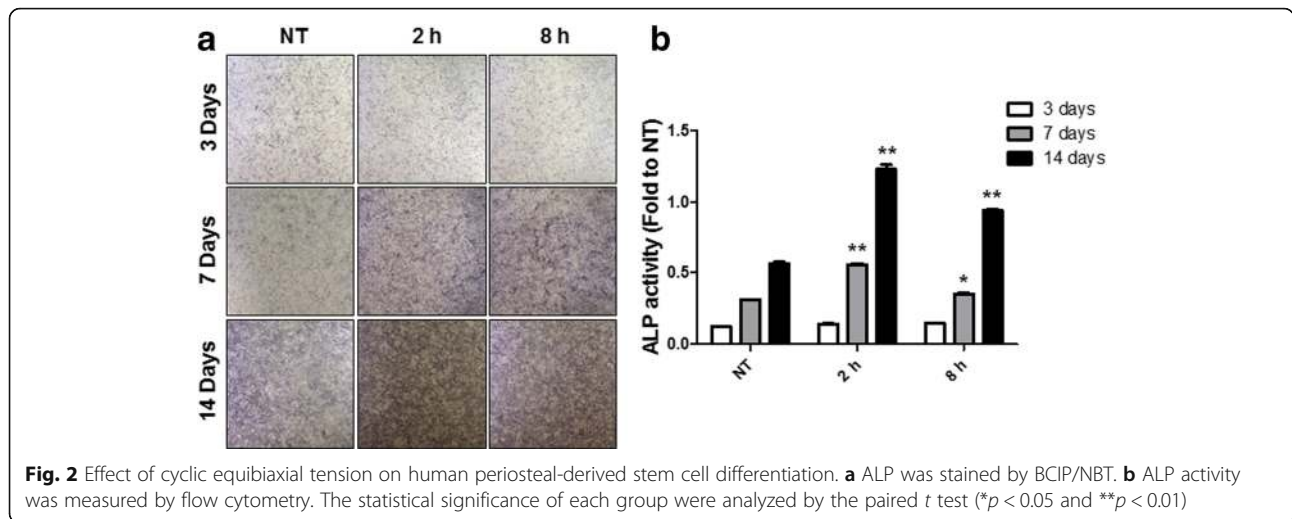 a
NT 2 h 8 h
3 Days
7 Days
14 Days
b
3 days
7 days
14 days
ALP activity (Fold to NT)
1.5
1.0
0.5
0.0
**
**
*
**
NT 2 h 8 h
Fig. 2 Effect of cyclic equibiaxial tension on human periosteal-derived stem cell differentiation. a ALP was stained by BCIP/NBT. b ALP activity
was measured by flow cytometry. The statistical significance of each group were analyzed by the paired t test (*p < 0.05 and **p < 0.01)